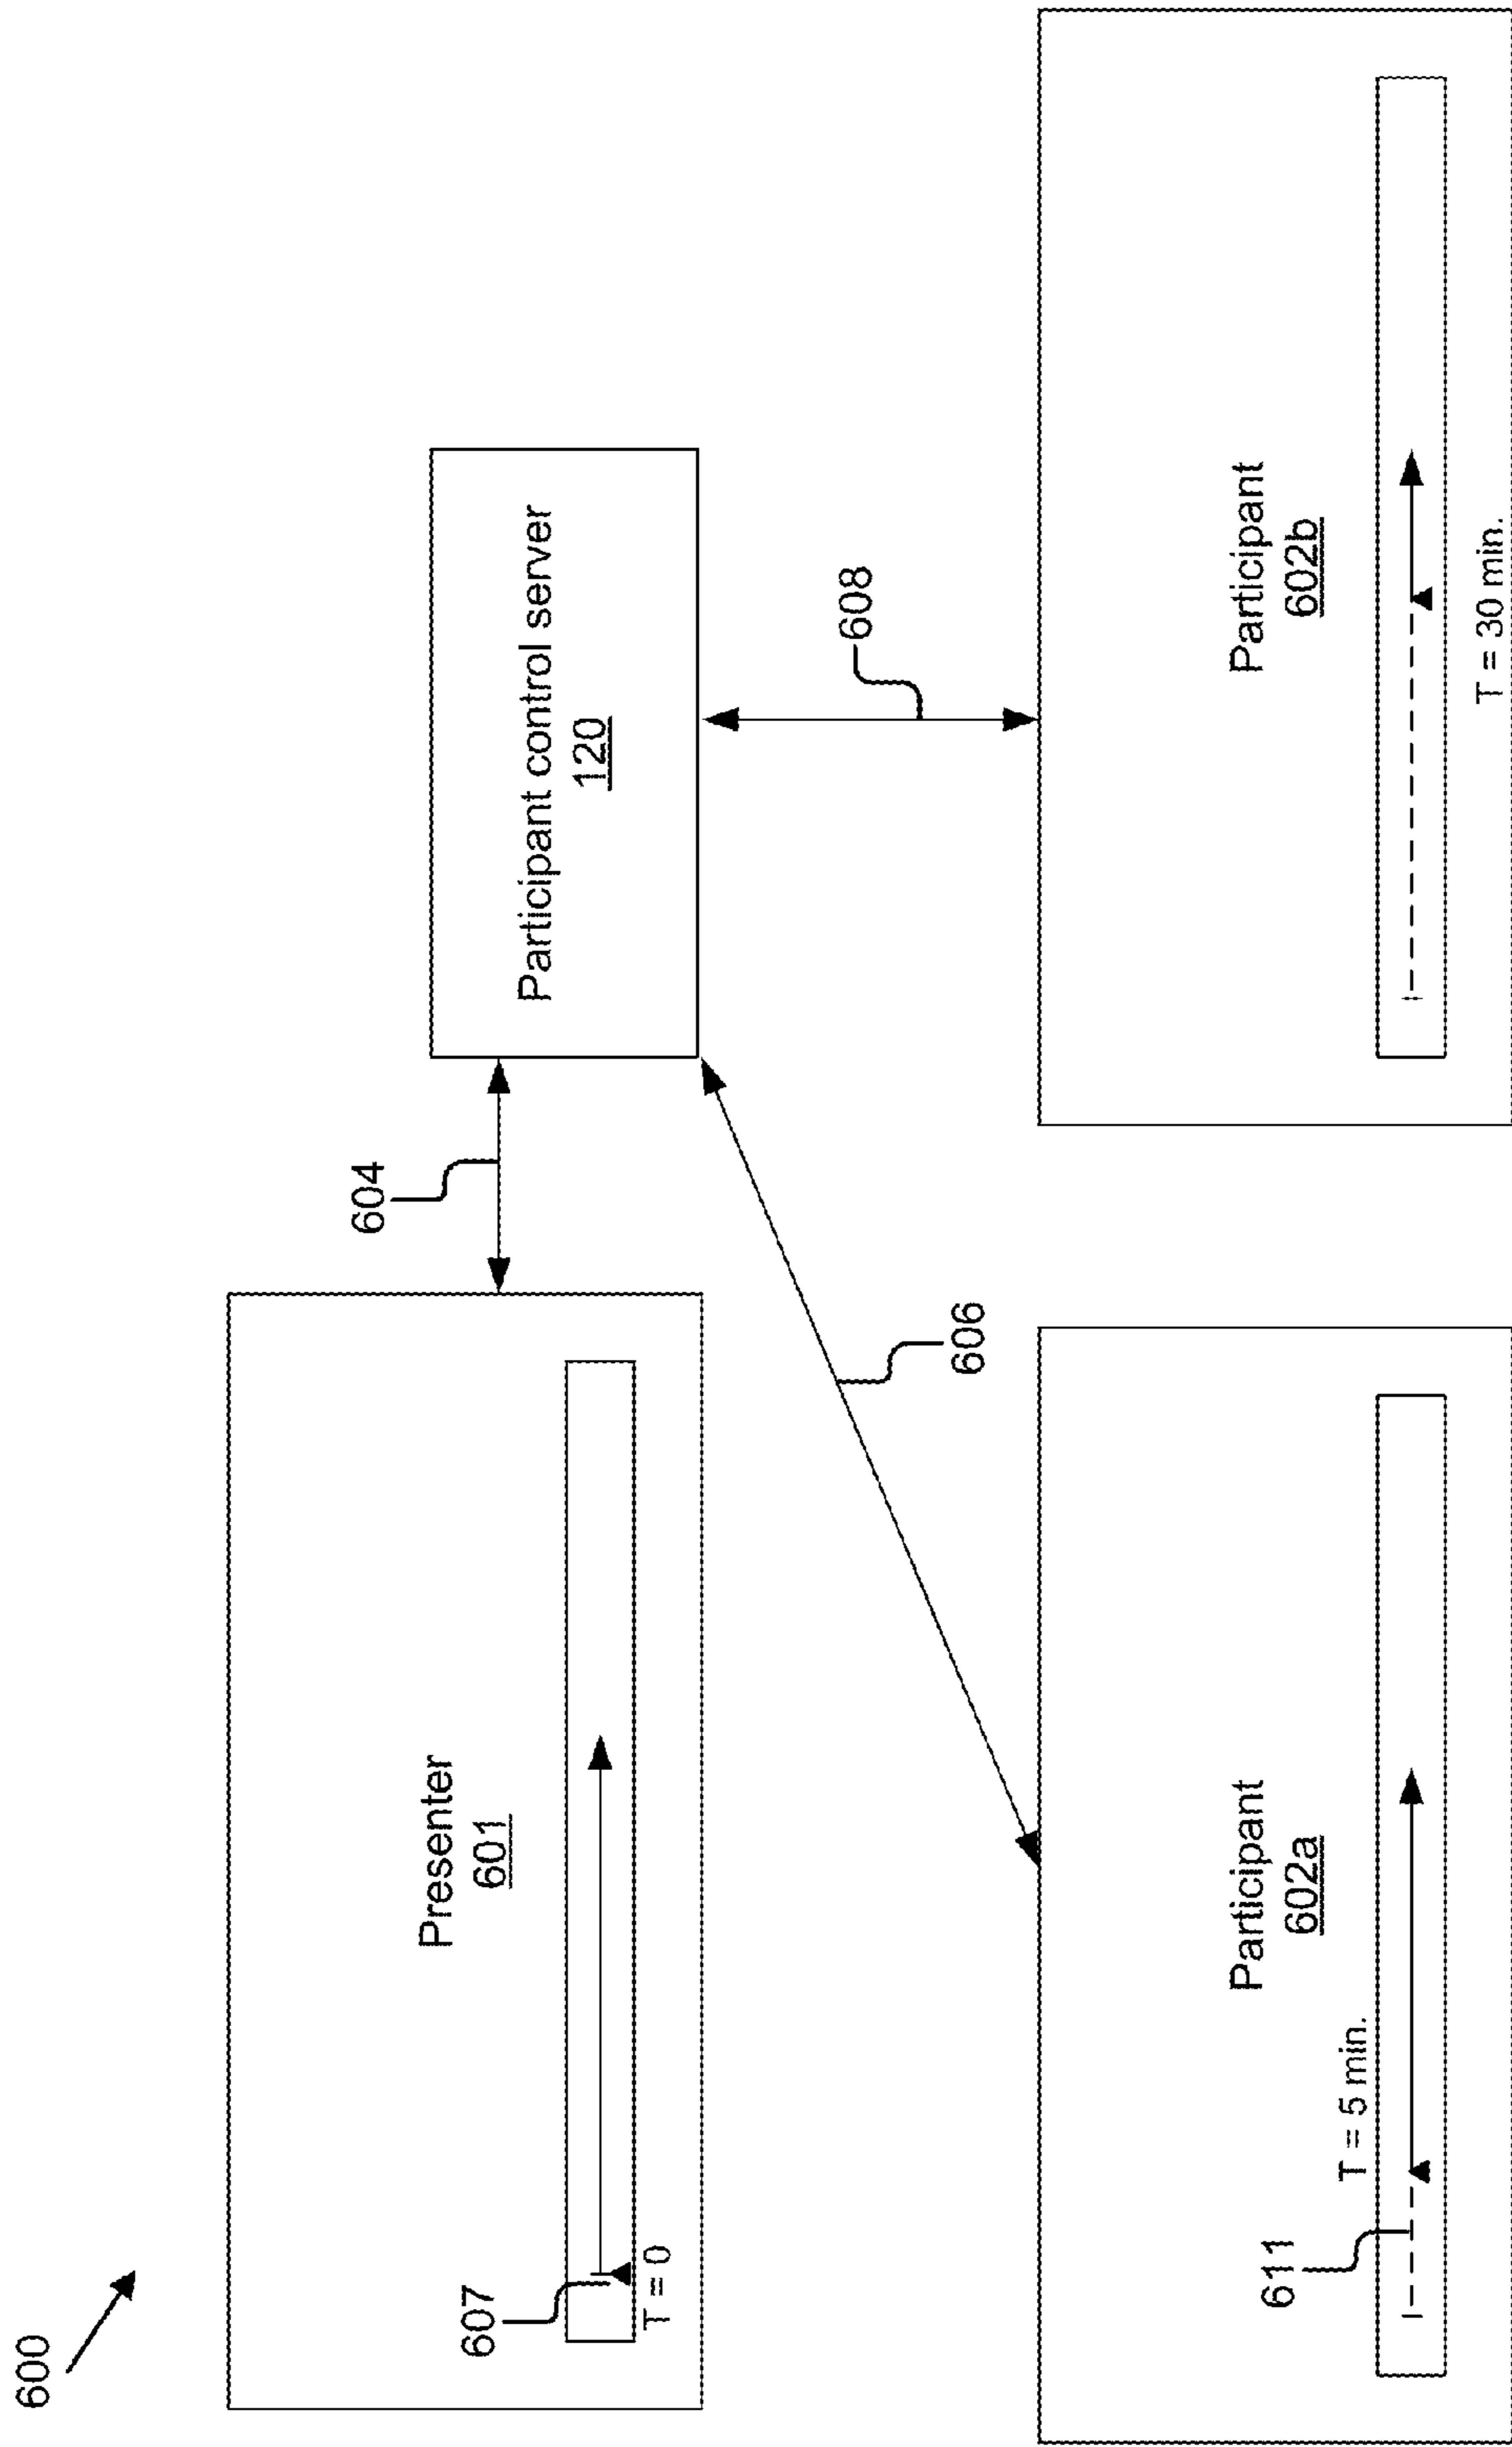 600
Presenter
601
607
T = 0
604
Participant control server
120
606
608
Participant
602a
T = 5 min.
611
Participant
602b
T = 30 min.